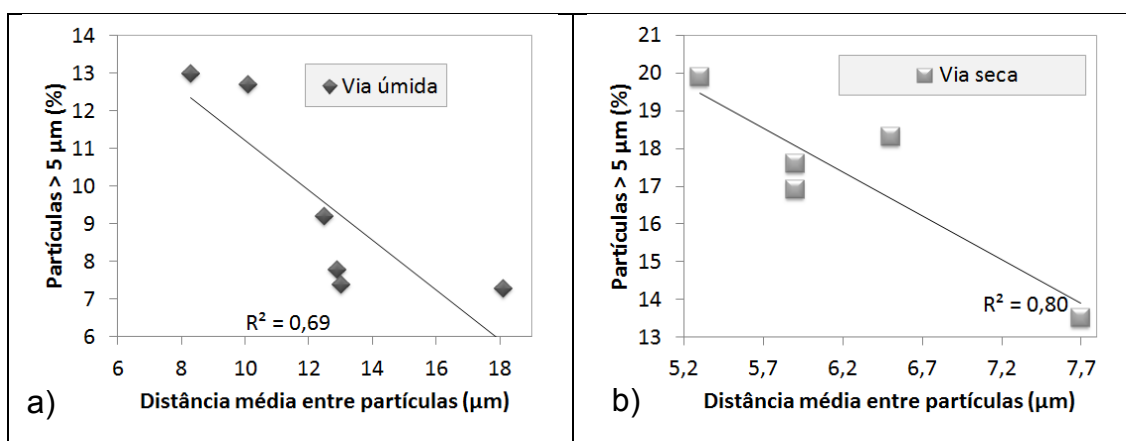 14
13
12
11
10
9
8
7
6
Partículas > 5 µm (%)
Via úmida
R² = 0,69
6 8 10 12 14 16 18
Distância média entre partículas (µm)
a)
21
20
19
18
17
16
15
14
13
Partículas > 5 µm (%)
Via seca
R² = 0,80
5,2 5,7 6,2 6,7 7,2 7,7
Distância média entre partículas (µm)
b)